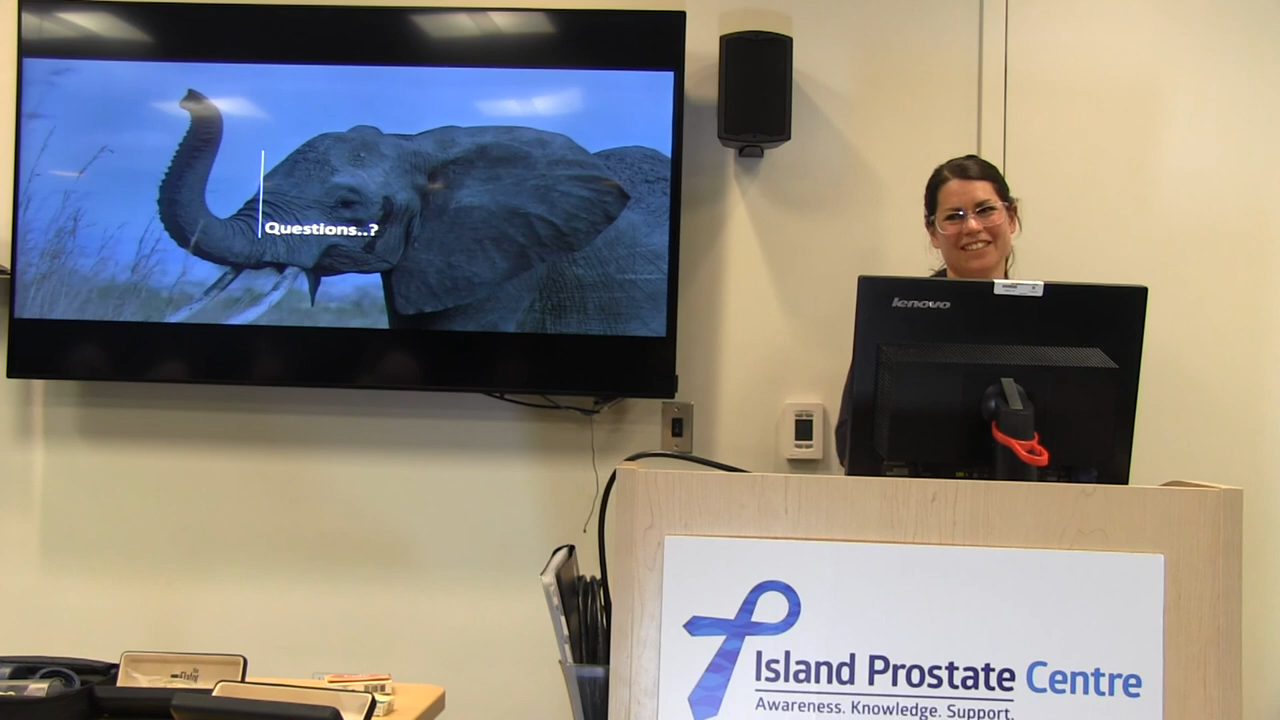 Questions..?
lenovo
Island Prostate Centre
Awareness. Knowledge. Support.